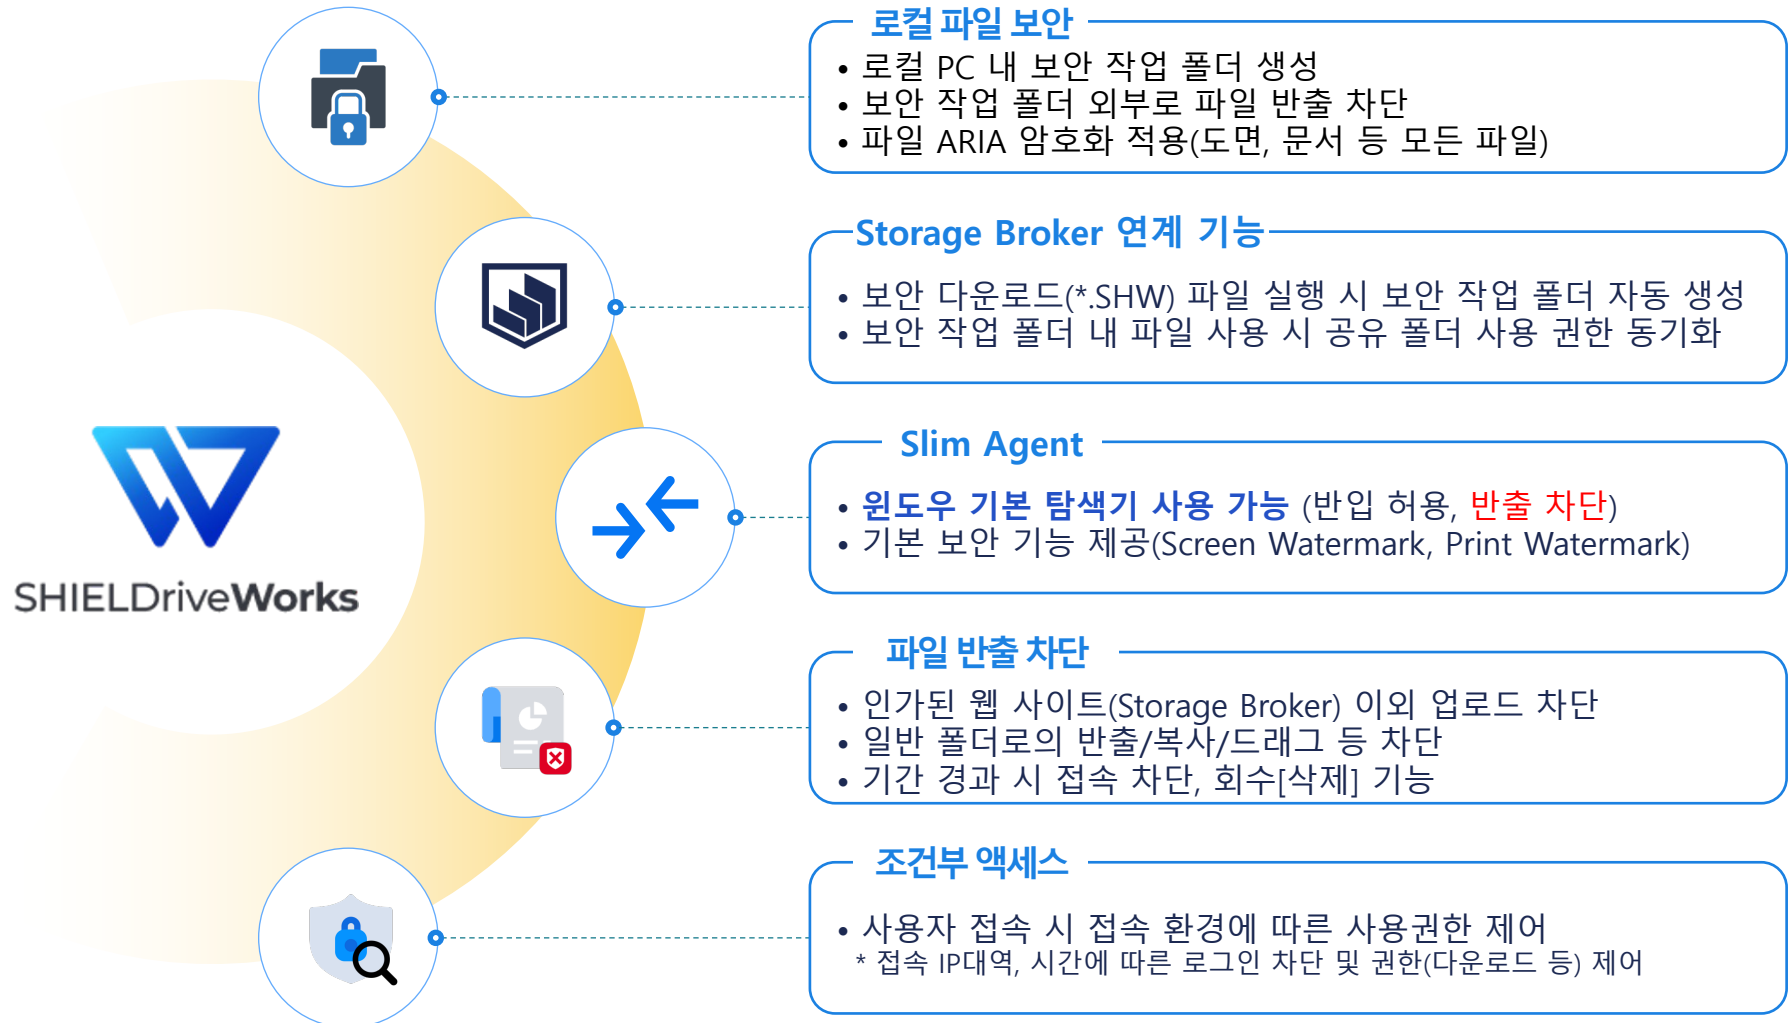 로컬 파일 보안
• 로컬 PC 내 보안 작업 폴더 생성
• 보안 작업 폴더 외부로 파일 반출 차단
• 파일 ARIA 암호화 적용(도면, 문서 등 모든 파일)
Storage Broker 연계 기능
• 보안 다운로드(*.SHW) 파일 실행 시 보안 작업 폴더 자동 생성
• 보안 작업 폴더 내 파일 사용 시 공유 폴더 사용 권한 동기화
SHIELDriveWorks
Slim Agent
• 윈도우 기본 탐색기 사용 가능 (반입 허용, 반출 차단)
• 기본 보안 기능 제공(Screen Watermark, Print Watermark)
파일 반출 차단
• 인가된 웹 사이트(Storage Broker) 이외 업로드 차단
• 일반 폴더로의 반출/복사/드래그 등 차단
• 기간 경과 시 접속 차단, 회수[삭제] 기능
조건부 액세스
• 사용자 접속 시 접속 환경에 따른 사용권한 제어
* 접속 IP대역, 시간에 따른 로그인 차단 및 권한(다운로드 등) 제어